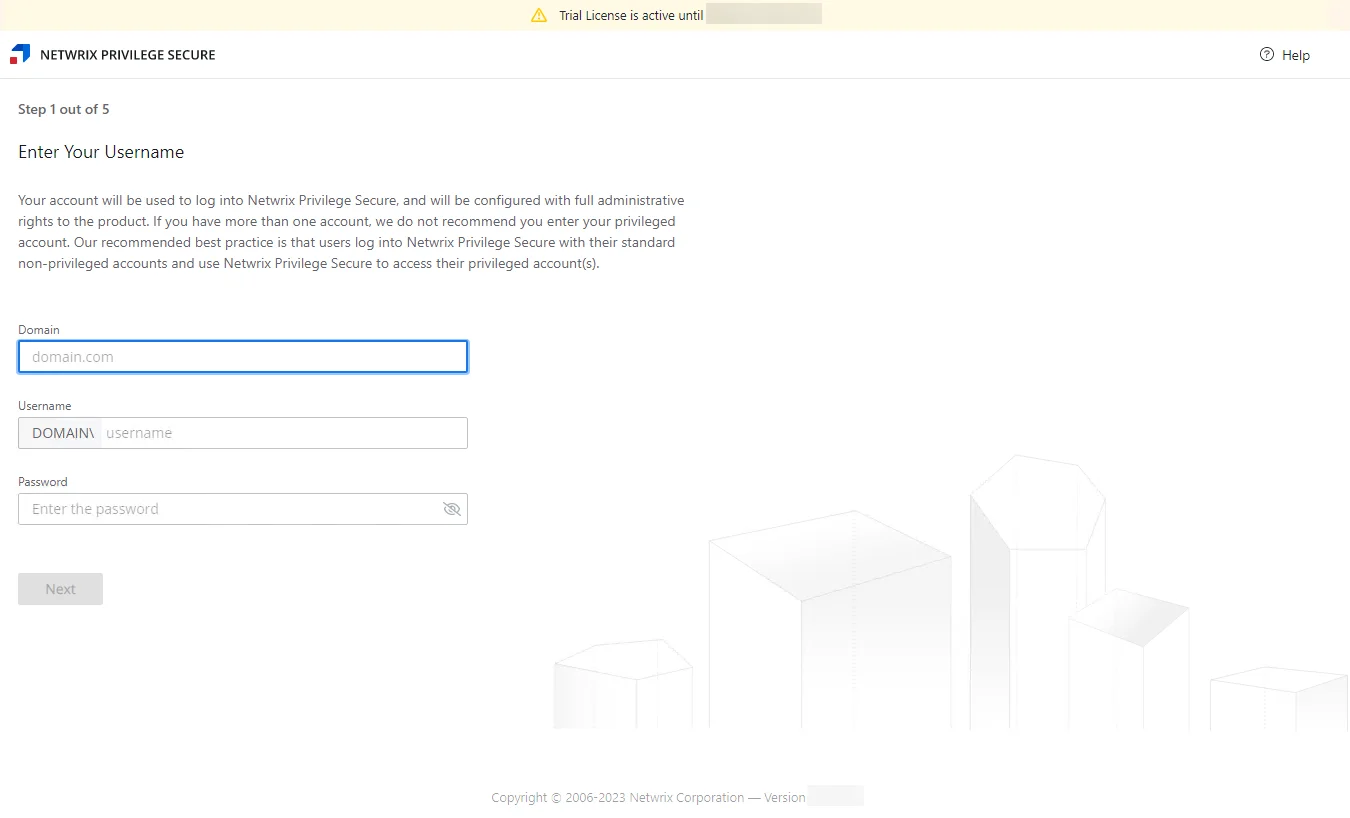 Trial License is active until
NETWRIX PRIVILEGE SECURE
Help
Step 1 out of 5
Enter Your Username
Your account will be used to log into Netwrix Privilege Secure, and will be configured with full administrative
rights to the product. If you have more than one account, we do not recommend you enter your privileged
account. Our recommended best practice is that users log into Netwrix Privilege Secure with their standard
non-privileged accounts and use Netwrix Privilege Secure to access their privileged account(s).
Domain
domain.com
Username
DOMAIN\ username
Password
Enter the password
Next
Copyright © 2006-2023 Netwrix Corporation — Version